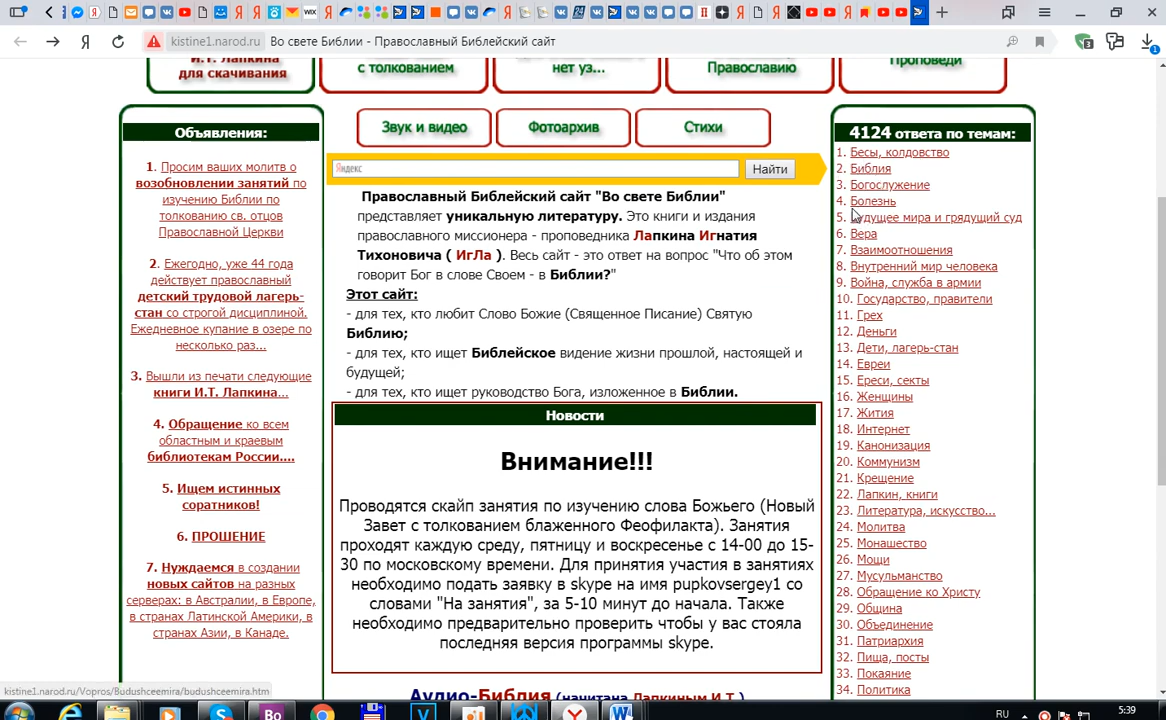 kistine1.narod.ru Во свете Библии - Православный Библейский сайт
И.Т. Лапкина
для скачивания
с толкованием
нет уз...
Православию
Проповеди
Звук и видео
Фотоархив
Стихи
Яндекс
Найти
Объявления:
1. Просим ваших молитв о
возобновлении занятий по
изучению Библии и
толкованию св. отцов
Православной Церкви
2. Ежегодно, уже 44 года
действует православный
детский трудовой лагерь-
стан со строгой дисциплиной.
Ежедневное купание в озере по
несколько раз...
3. Вышли из печати следующие
книги И.Т. Лапкина...
4. Обращение ко всем
областным и краевым
библиотекам России....
5. Ищем истинных
соратников!
6. ПРОШЕНИЕ
7. Нуждаемся в создании
новых сайтов на разных
серверах: в Австралии, в Европе,
в странах Латинской Америки, в
странах Азии, в Канаде.
Православный Библейский сайт "Во свете Библии"
представляет уникальную литературу. Это книги и издания
православного миссионера - проповедника Лапкина Игнатия
Тихоновича ( ИгЛа ). Весь сайт - это ответ на вопрос "Что об этом
говорит Бог в слове Своем - в Библии?"
Этот сайт:
- для тех, кто любит Слово Божие (Священное Писание) Святую
Библию;
- для тех, кто ищет Библейское видение жизни прошлой, настоящей и
будущей;
- для тех, кто ищет руководство Бога, изложенное в Библии.
Новости
Внимание!!!
Проводятся скайп занятия по изучению слова Божьего (Новый
Завет с толкованием блаженного Феофилакта). Занятия
проходят каждую среду, пятницу и воскресенье с 14-00 до 15-
30 по московскому времени. Для принятия участия в занятиях
необходимо подать заявку в skype на имя pupkovsergey1 со
словами "На занятия", за 5-10 минут до начала. Также
необходимо предварительно проверить чтобы у вас стояла
последняя версия программы skype.
Аудио-Библия (начитана Лапкиным И.Т.)
4124 ответа по темам:
1. Бесы, колдовство
2. Библия
3. Богослужение
4. Болезнь
5. Будущее мира и грядущий суд
6. Вера
7. Взаимоотношения
8. Внутренний мир человека
9. Война, служба в армии
10. Государство, правители
11. Грех
12. Деньги
13. Дети, лагерь-стан
14. Евреи
15. Ереси, секты
16. Женщины
17. Жития
18. Интернет
19. Канонизация
20. Коммунизм
21. Крещение
22. Лапкин, книги
23. Литература, искусство...
24. Молитва
25. Монашество
26. Мощи
27. Мусульманство
28. Обращение ко Христу
29. Община
30. Объединение
31. Патриархия
32. Пища, посты
33. Покаяние
34. Политика
kistine1.narod.ru/Vopros/Budushceemira/budushceemira.htm
RU
5:39